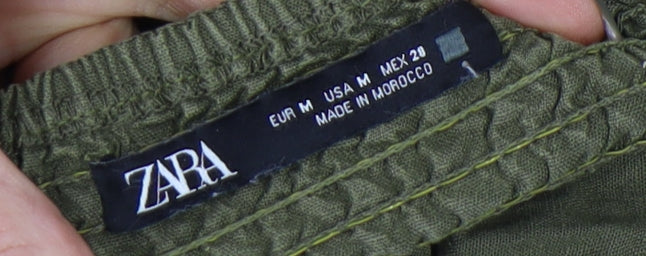 ZARA
EUR M USA M MEX 28
MADE IN MOROCCO